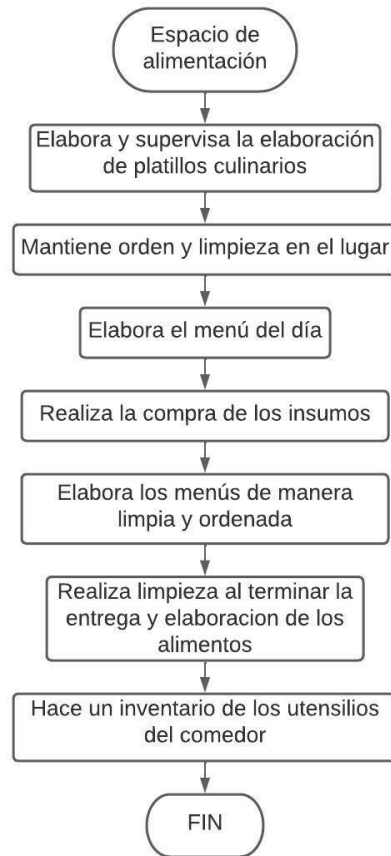 Espacio de
alimentación
Elabora y supervisa la elaboración
de platillos culinarios
Mantiene orden y limpieza en el lugar
Elabora el menú del día
Realiza la compra de los insumos
Elabora los menús de manera
limpia y ordenada
Realiza limpieza al terminar la
entrega y elaboracion de los
alimentos
Hace un inventario de los utensilios
del comedor
FIN